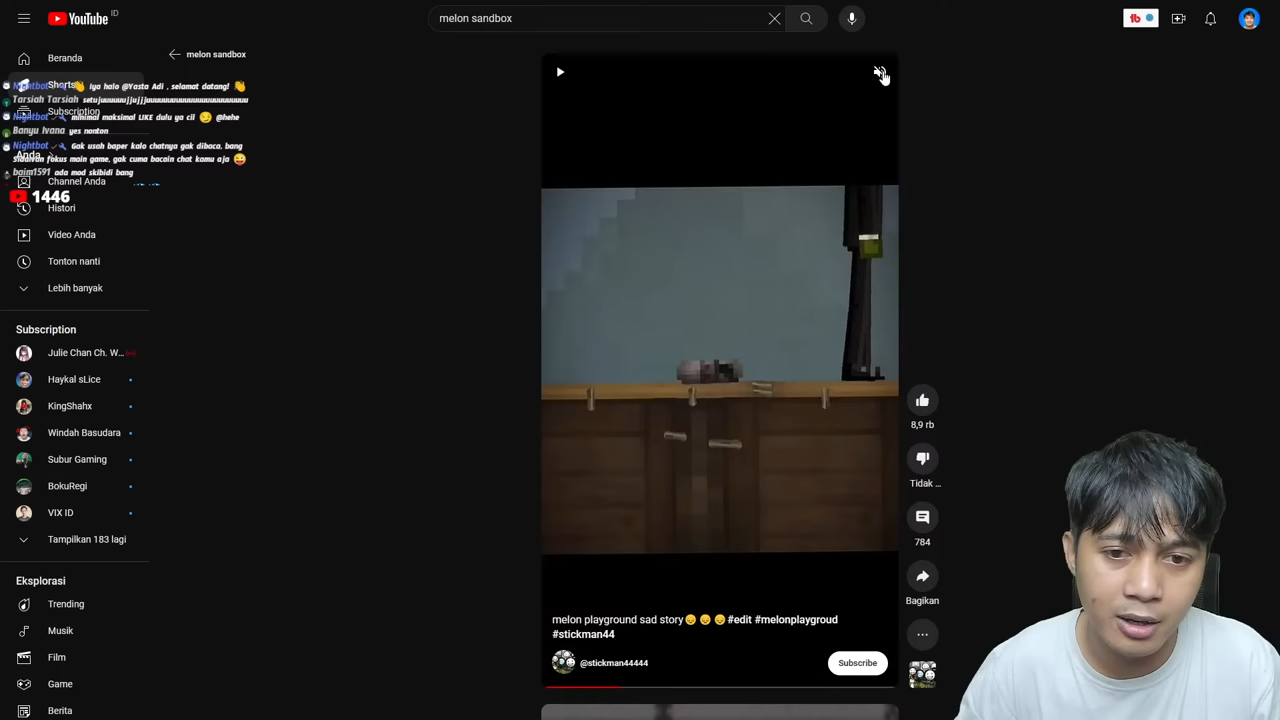 YouTube ID
melon sandbox
Beranda
melon sandbox
Shorts
Nightbot iya halo @Yasta Adi , selamat datang!
Subscription
Nightbot minimal maksimal LIKE dulu ya cil @hehe
Banyu Ivana yes nonton
Nightbot Gak usah baper kalo chatnya gak dibaca, bang
fokus main game, gak cuma bacain chat kamu aja
Anda
baim1591 ada mod skibidi bang
Channel Anda
1446
Histori
Video Anda
Tonton nanti
Lebih banyak
Subscription
Julie Chan Ch. W...
Haykal sLice
KingShahx
Windah Basudara
Subur Gaming
BokuRegi
VIX ID
Tampilkan 183 lagi
Eksplorasi
Trending
Musik
Film
Game
Berita
8,9 rb
Tidak ...
784
Bagikan
melon playground sad story😞😞😞#edit #melonplaygroud
#stickman44
@stickman44444
Subscribe